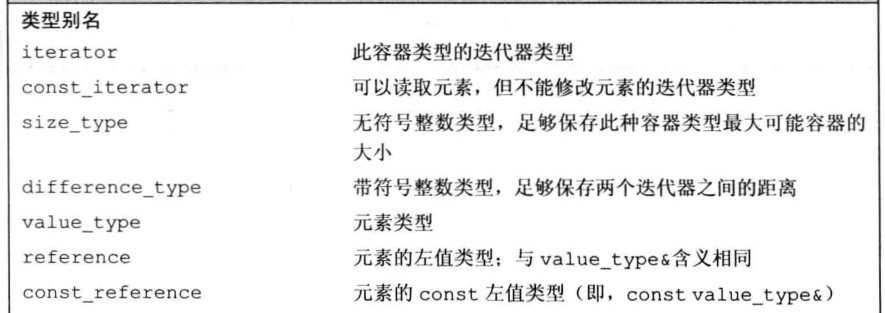 类型别名
iterator 此容器类型的迭代器类型
const_iterator 可以读取元素，但不能修改元素的迭代器类型
size_type 无符号整数类型，足够保存此种容器类型最大可能容器的
大小
difference_type 带符号整数类型，足够保存两个迭代器之间的距离
value_type 元素类型
reference 元素的左值类型；与 value_type&含义相同
const_reference 元素的 const 左值类型（即，const value_type&）